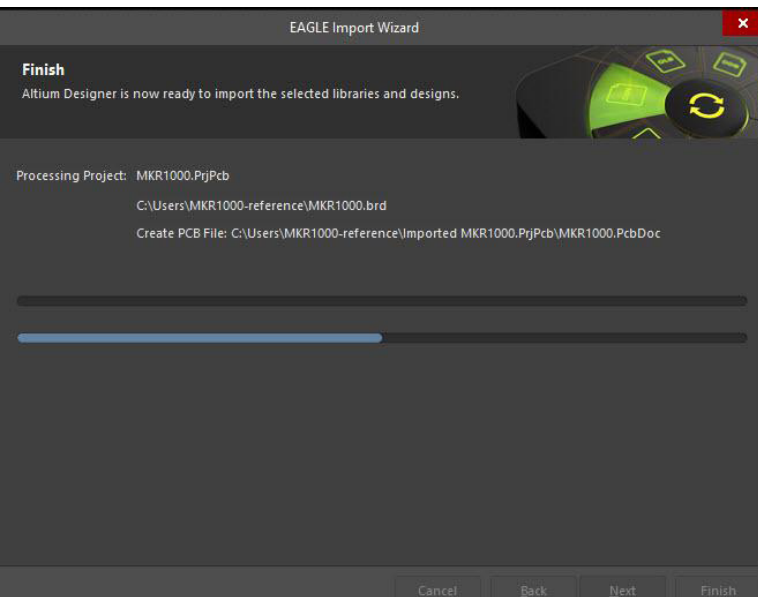 EAGLE Import Wizard
Finish
Altium Designer is now ready to import the selected libraries and designs.
Processing Project: MKR1000.PrjPcb
C:\Users\MKR1000-reference\MKR1000.brd
Create PCB File: C:\Users\MKR1000-reference\Imported MKR1000.PrjPcb\MKR1000.PcbDoc
Cancel Back Next Finish